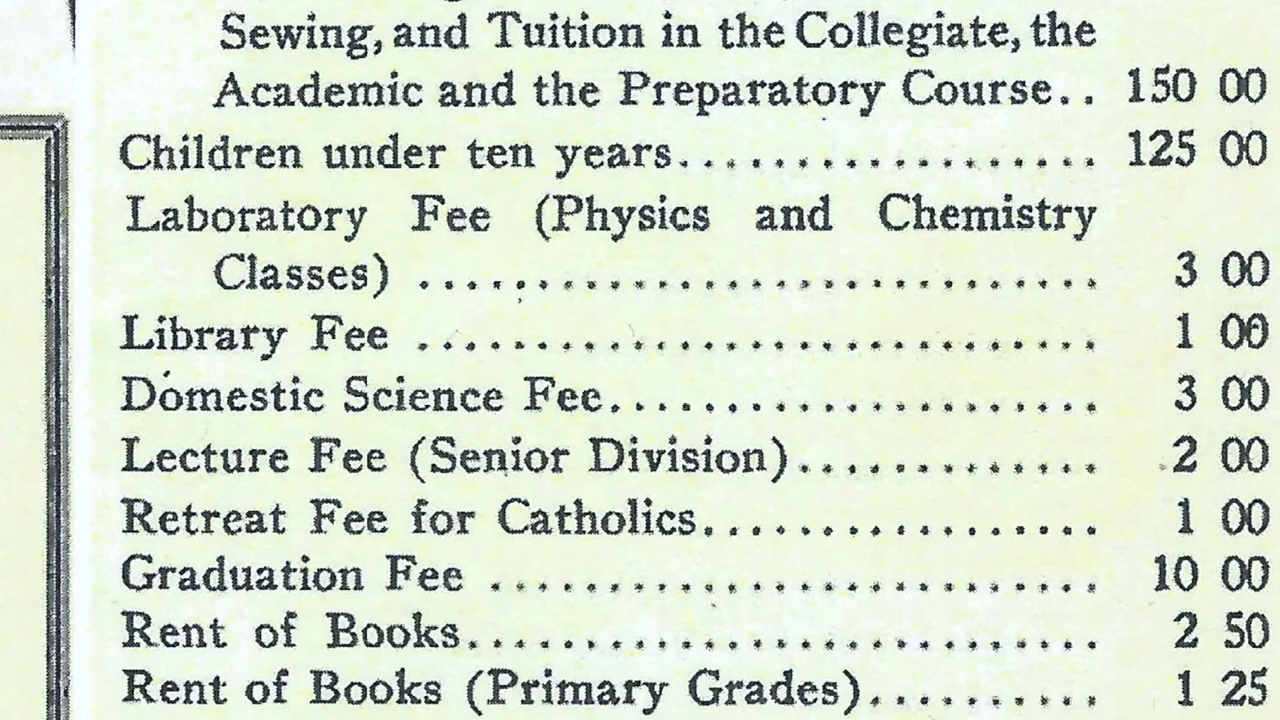 Sewing, and Tuition in the Collegiate, the
Academic and the Preparatory Course.. 150 00
Children under ten years.................. 125 00
Laboratory Fee (Physics and Chemistry
Classes) .............................. 3 00
Library Fee .............................. 1 00
Domestic Science Fee..................... 3 00
Lecture Fee (Senior Division)............. 2 00
Retreat Fee for Catholics................. 1 00
Graduation Fee .......................... 10 00
Rent of Books........................... 2 50
Rent of Books (Primary Grades).......... 1 25